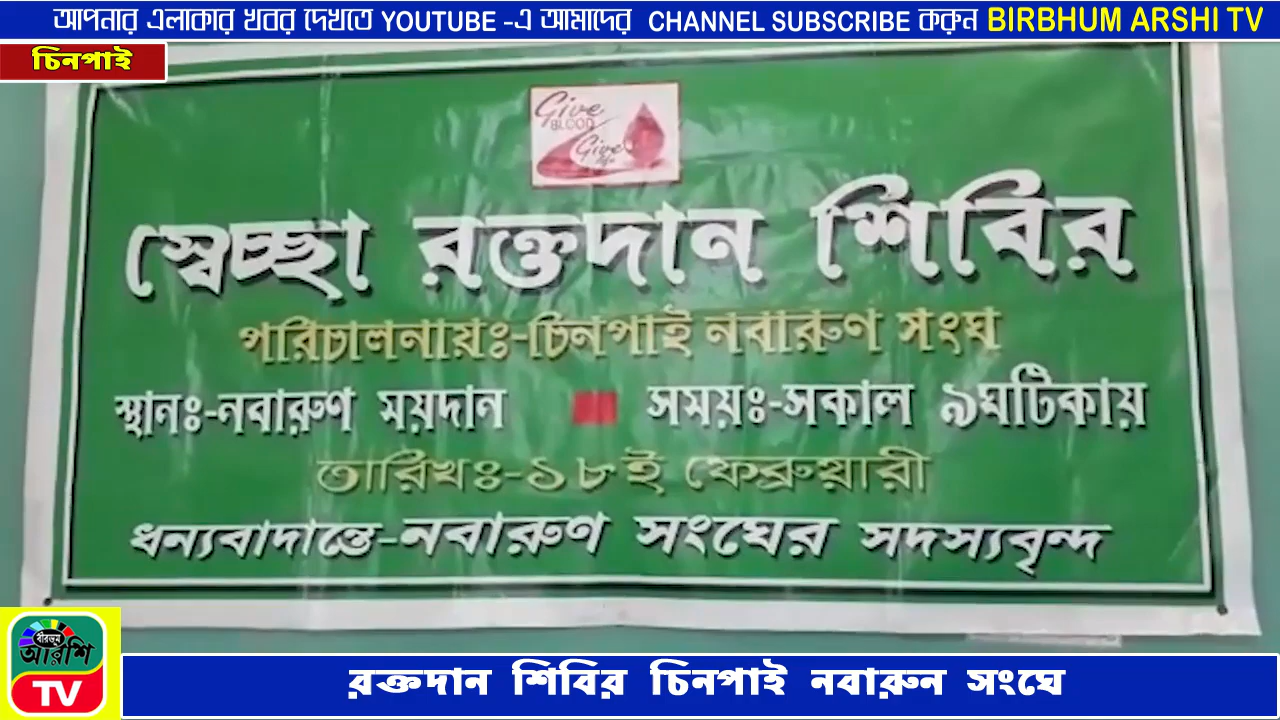 আপনার এলাকার খবর দেখতে YOUTUBE -এ আমাদের CHANNEL SUBSCRIBE করুন BIRBHUM ARSHI TV
চিনপাই
Give
BLOOD
Give
life
স্বেচ্ছা রক্তদান শিবির
পরিচালনায়ঃ-চিনপাই নবারুণ সংঘ
স্থানঃ-নবারুণ ময়দান সময়ঃ-সকাল ৯ঘটিকায়
তারিখঃ-১৮ই ফেব্রুয়ারী
ধন্যবাদান্তে-নবারুণ সংঘের সদস্যবৃন্দ
বীরভূম
আরশি
TV
রক্তদান শিবির চিনপাই নবারুন সংঘে